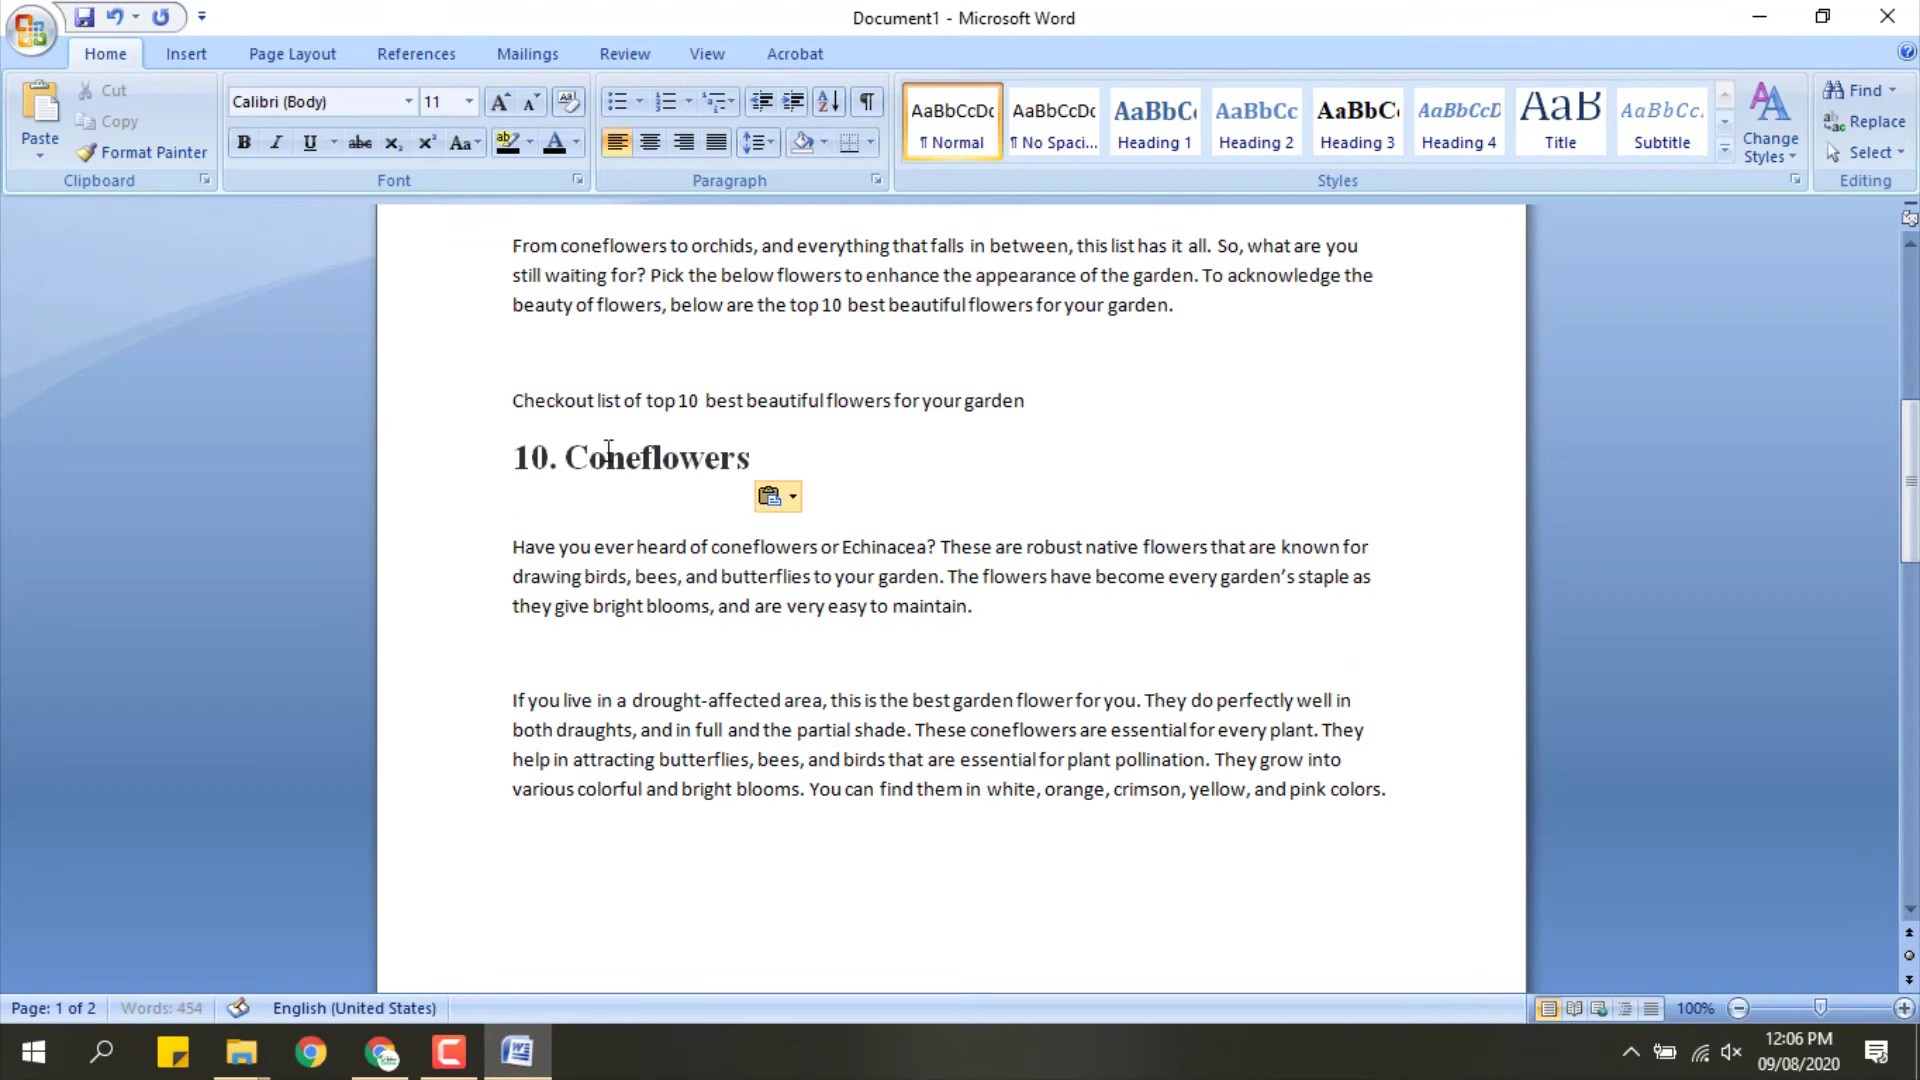 Document1 - Microsoft Word
Home Insert Page Layout References Mailings Review View Acrobat
Paste
Cut
Copy
Format Painter
Clipboard
Calibri (Body) 11
Font
Paragraph
AaBbCcDc AaBbCcDc AaBbC AaBbCc AaBbC AaBbCcD AaB AaBbCc.
¶ Normal ¶ No Spaci... Heading 1 Heading 2 Heading 3 Heading 4 Title Subtitle
Change Styles
Styles
Find
Replace
Select
Editing
From coneflowers to orchids, and everything that falls in between, this list has it all. So, what are you
still waiting for? Pick the below flowers to enhance the appearance of the garden. To acknowledge the
beauty of flowers, below are the top 10 best beautiful flowers for your garden.
Checkout list of top 10 best beautiful flowers for your garden
10. Coneflowers
Have you ever heard of coneflowers or Echinacea? These are robust native flowers that are known for
drawing birds, bees, and butterflies to your garden. The flowers have become every garden’s staple as
they give bright blooms, and are very easy to maintain.
If you live in a drought-affected area, this is the best garden flower for you. They do perfectly well in
both draughts, and in full and the partial shade. These coneflowers are essential for every plant. They
help in attracting butterflies, bees, and birds that are essential for plant pollination. They grow into
various colorful and bright blooms. You can find them in white, orange, crimson, yellow, and pink colors.
Page: 1 of 2 Words: 454 English (United States) 100%
12:06 PM
09/08/2020